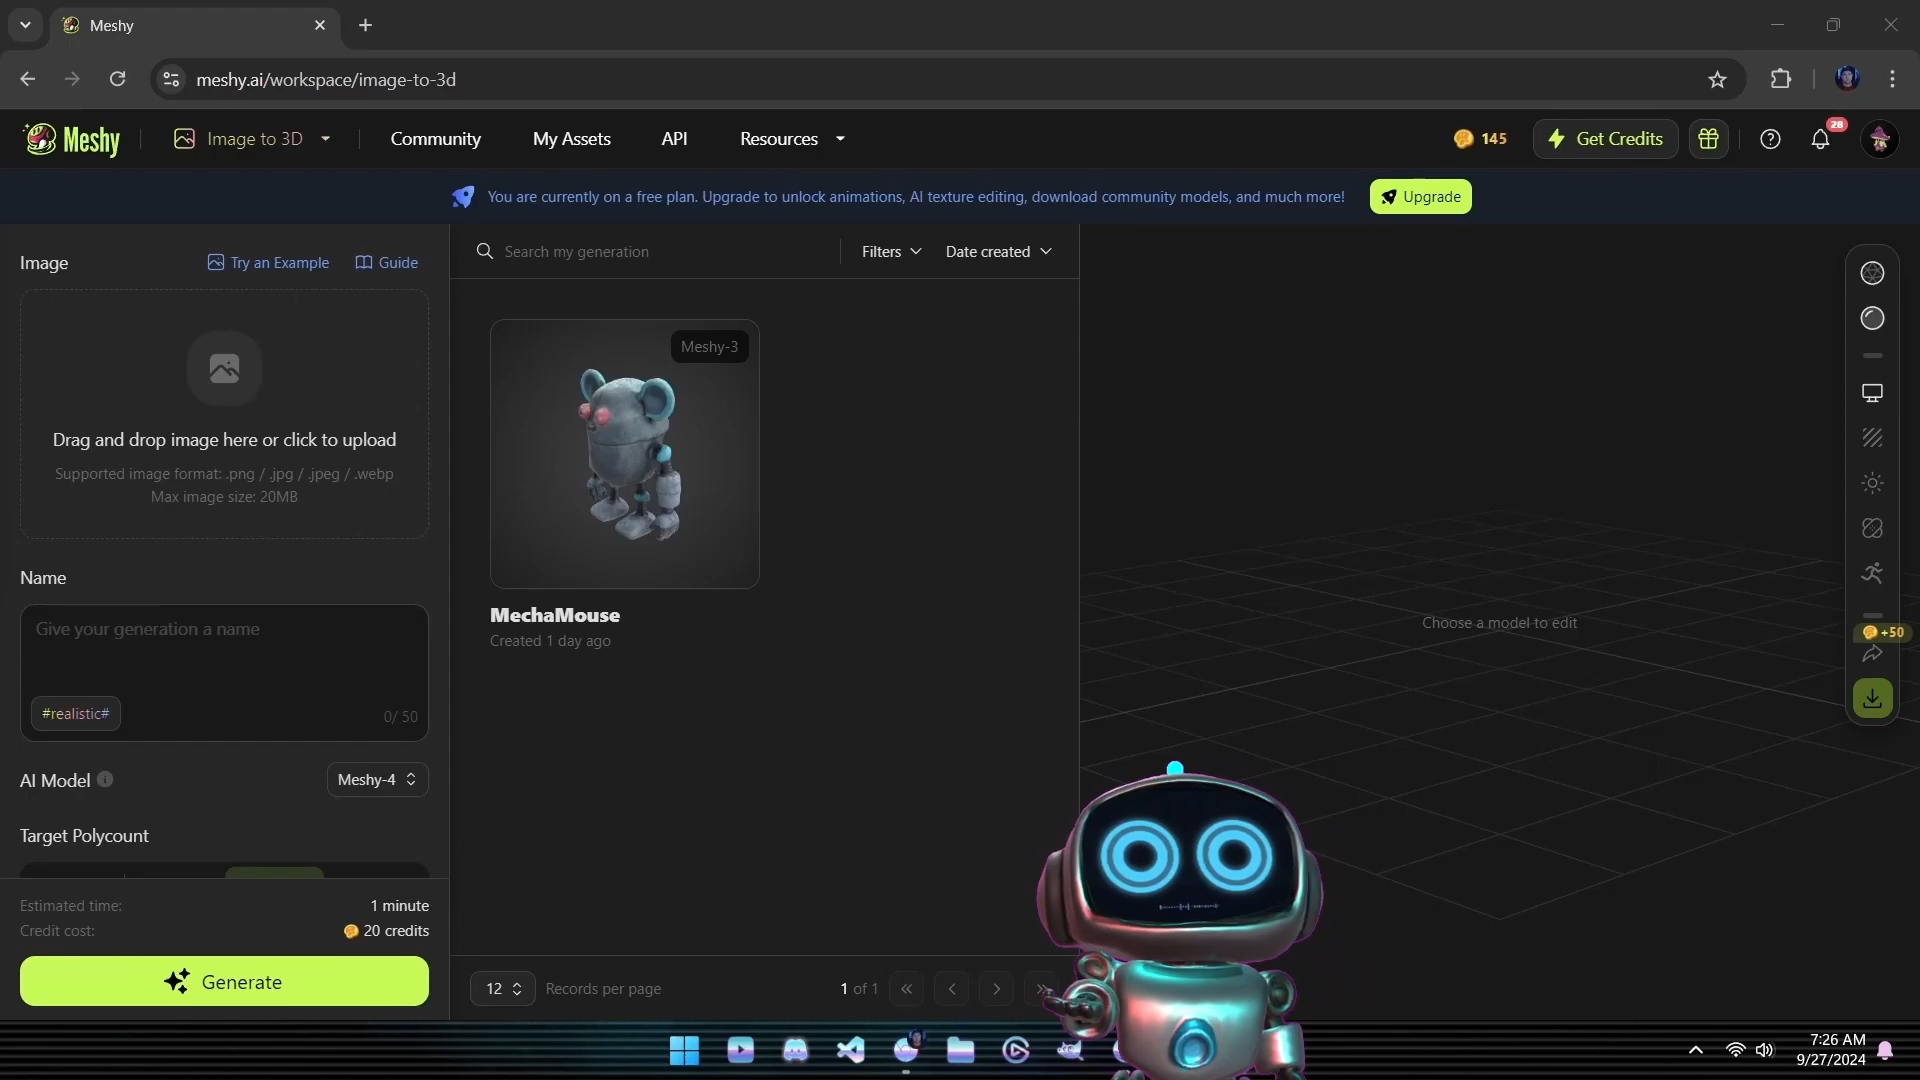 Meshy
meshy.ai/workspace/image-to-3d
Meshy
Image to 3D
Community
My Assets
API
Resources
145
Get Credits
28
You are currently on a free plan. Upgrade to unlock animations, AI texture editing, download community models, and much more!
Upgrade
Image
Try an Example
Guide
Search my generation
Filters
Date created
Drag and drop image here or click to upload
Supported image format: .png / .jpg / .jpeg / .webp
Max image size: 20MB
Meshy-3
MechaMouse
Created 1 day ago
Name
Give your generation a name
#realistic#
0/ 50
AI Model
Meshy-4
Target Polycount
Estimated time:
1 minute
Credit cost:
20 credits
Generate
12
Records per page
1 of 1
Choose a model to edit
+50
7:26 AM
9/27/2024